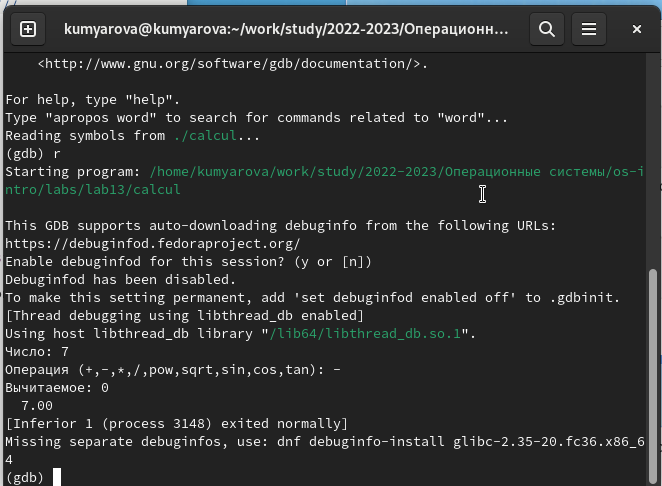 kumyarova@kumyarova:~/work/study/2022-2023/Операционн...
<http://www.gnu.org/software/gdb/documentation/>.
For help, type "help".
Type "apropos word" to search for commands related to "word"...
Reading symbols from ./calcul...
(gdb) r
Starting program: /home/kumyarova/work/study/2022-2023/Операционные системы/os-i
ntro/labs/lab13/calcul
This GDB supports auto-downloading debuginfo from the following URLs:
https://debuginfod.fedoraproject.org/
Enable debuginfod for this session? (y or [n])
Debuginfod has been disabled.
To make this setting permanent, add 'set debuginfod enabled off' to .gdbinit.
[Thread debugging using libthread_db enabled]
Using host libthread_db library "/lib64/libthread_db.so.1".
Число: 7
Операция (+,-,*,/,pow,sqrt,sin,cos,tan): -
Вычитаемое: 0
7.00
[Inferior 1 (process 3148) exited normally]
Missing separate debuginfos, use: dnf debuginfo-install glibc-2.35-20.fc36.x86_6
4
(gdb)